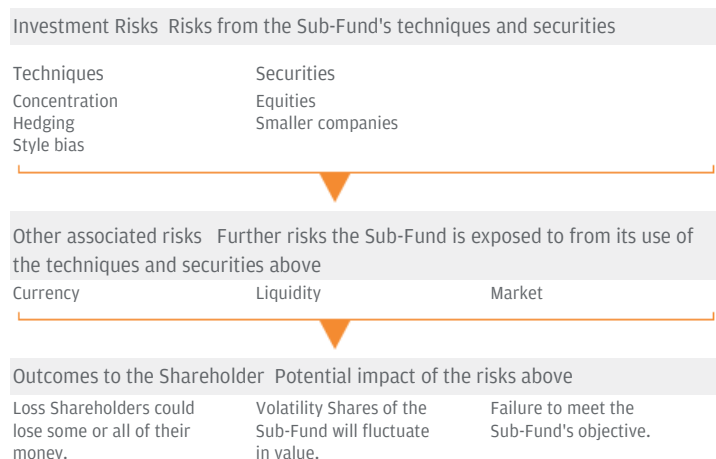 Investment Risks Risks from the Sub-Fund's techniques and securities
Techniques
Concentration
Hedging
Style bias
Securities
Equities
Smaller companies
Other associated risks Further risks the Sub-Fund is exposed to from its use of
the techniques and securities above
Currency
Liquidity
Market
Outcomes to the Shareholder Potential impact of the risks above
Loss Shareholders could
lose some or all of their
money.
Volatility Shares of the
Sub-Fund will fluctuate
in value.
Failure to meet the
Sub-Fund's objective.